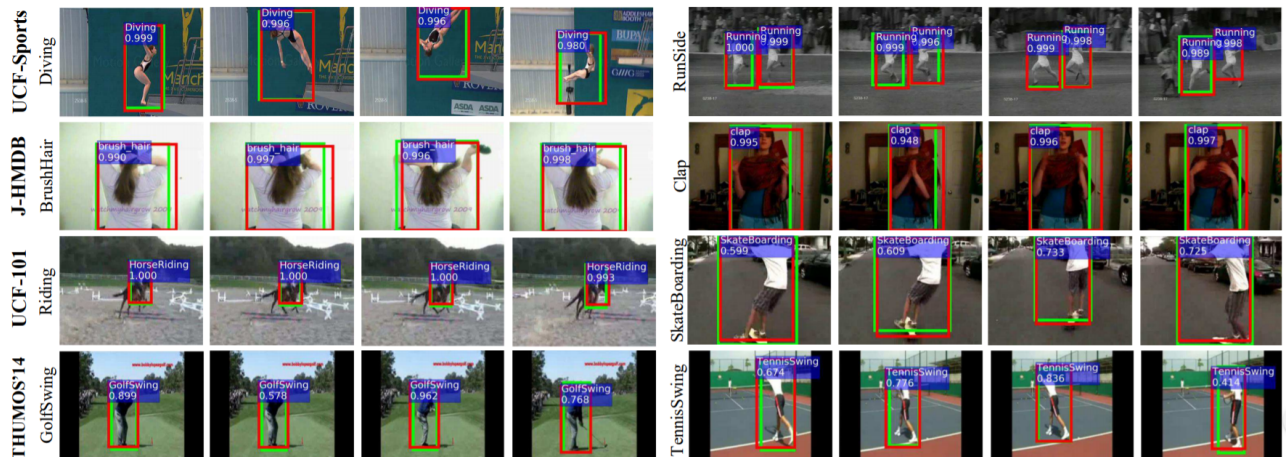 UCF-Sports
Diving
Diving
0.999
Diving
0.996
Diving
0.996
Diving
0.980
RunSide
Running
1.000
Running
0.999
Running
0.999
Running
0.996
Running
0.999
Running
0.998
Running
0.989
Running
0.998
J-HMDB
BrushHair
brush_hair
0.990
brush_hair
0.997
brush_hair
0.996
brush_hair
0.998
Clap
clap
0.995
clap
0.948
clap
0.996
clap
0.997
UCF-101
Riding
HorseRiding
1.000
HorseRiding
1.000
HorseRiding
1.000
HorseRiding
0.993
SkateBoarding
SkateBoarding
0.599
SkateBoarding
0.609
SkateBoarding
0.733
SkateBoarding
0.725
THUMOS'14
GolfSwing
GolfSwing
0.899
GolfSwing
0.578
GolfSwing
0.962
GolfSwing
0.768
TennisSwing
TennisSwing
0.674
TennisSwing
0.776
TennisSwing
0.836
TennisSwing
0.414